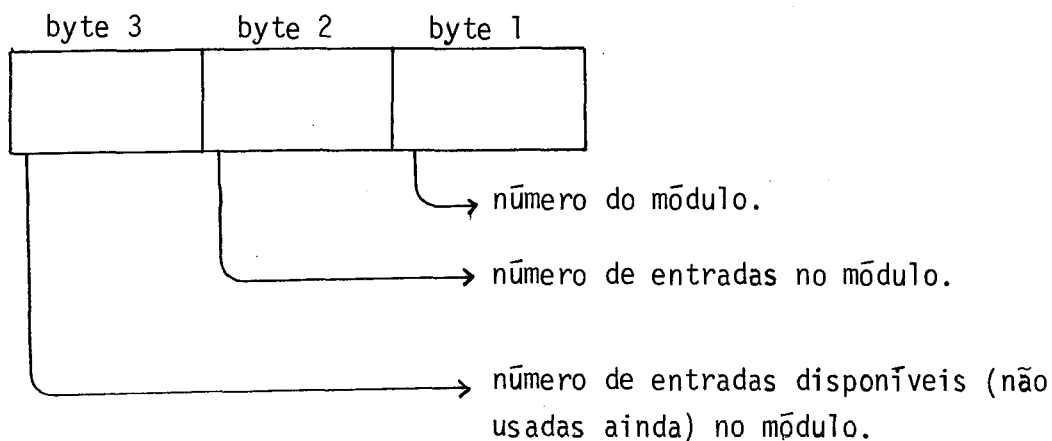 byte 3 byte 2 byte 1
número do módulo.
número de entradas no módulo.
número de entradas disponíveis (não
usadas ainda) no módulo.